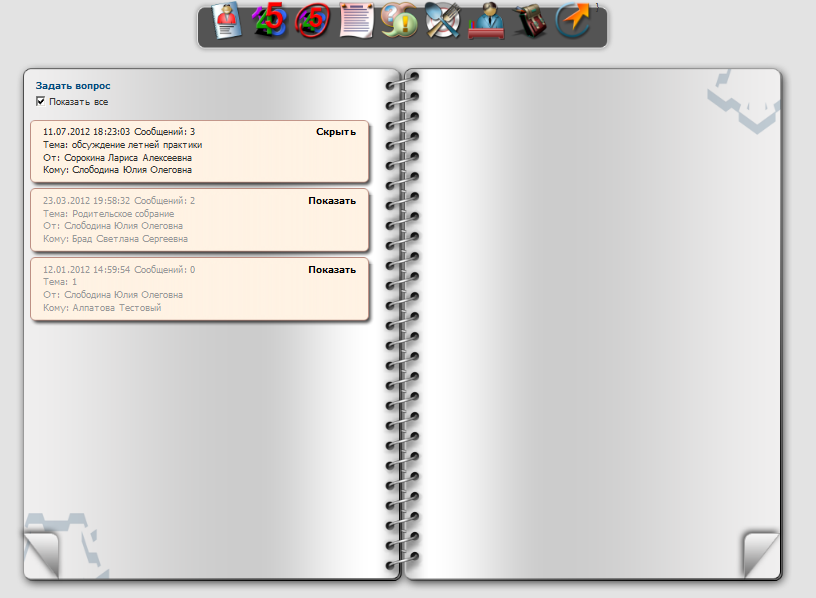 Задать вопрос
Показать все
11.07.2012 18:23:03 Сообщений: 3 Скрыть
Тема: обсуждение летней практики
От: Сорокина Лариса Алексеевна
Кому: Слободина Юлия Олеговна
23.03.2012 19:58:32 Сообщений: 2 Показать
Тема: Родительское собрание
От: Слободина Юлия Олеговна
Кому: Брад Светлана Сергеевна
12.01.2012 14:59:54 Сообщений: 0 Показать
Тема: 1
От: Слободина Юлия Олеговна
Кому: Алпатова Тестовый